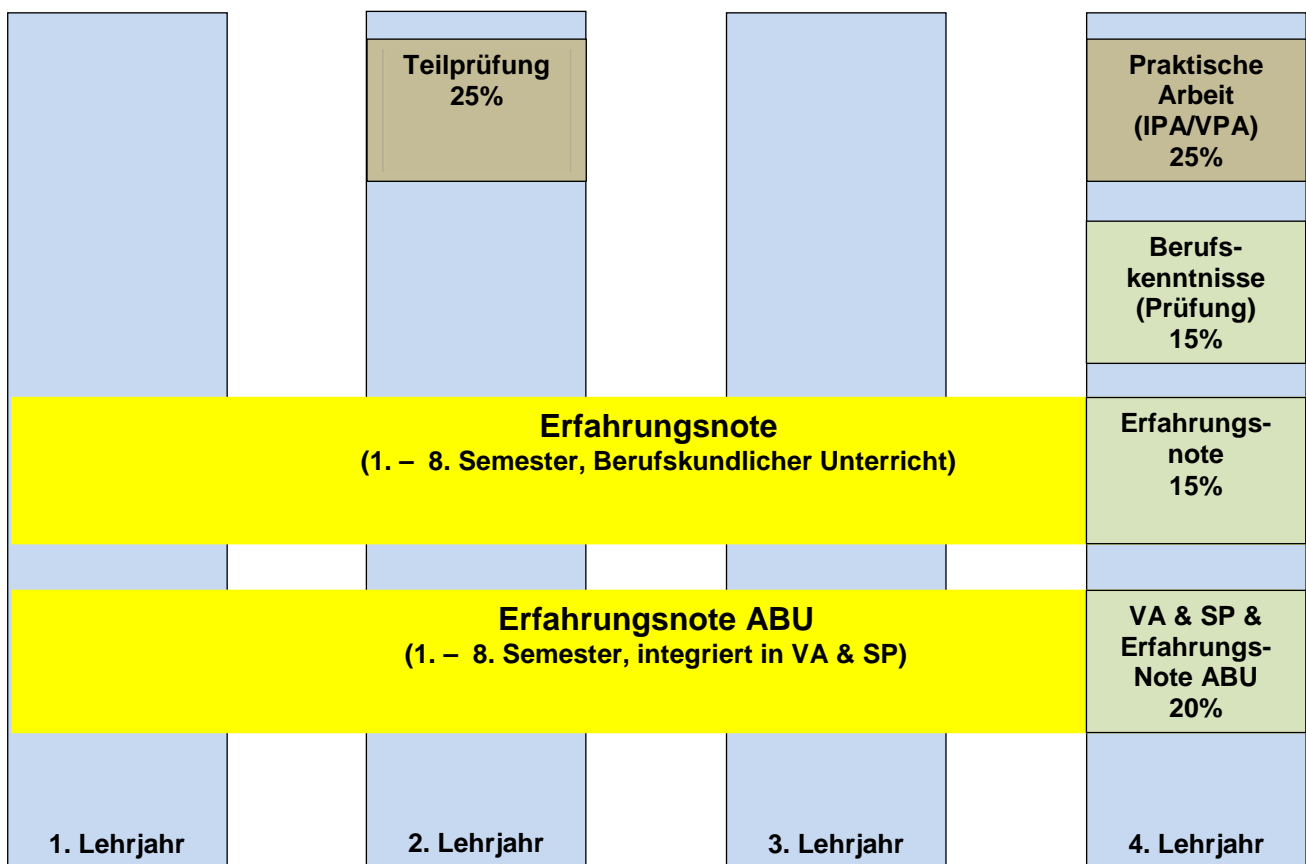 Teilprüfung
25%
Praktische
Arbeit
(IPA/VPA)
25%
Berufs-
kenntnisse
(Prüfung)
15%
Erfahrungsnote
(1. – 8. Semester, Berufskundlicher Unterricht)
Erfahrungs-
note
15%
Erfahrungsnote ABU
(1. – 8. Semester, integriert in VA & SP)
VA & SP &
Erfahrungs-
Note ABU
20%
1. Lehrjahr
2. Lehrjahr
3. Lehrjahr
4. Lehrjahr